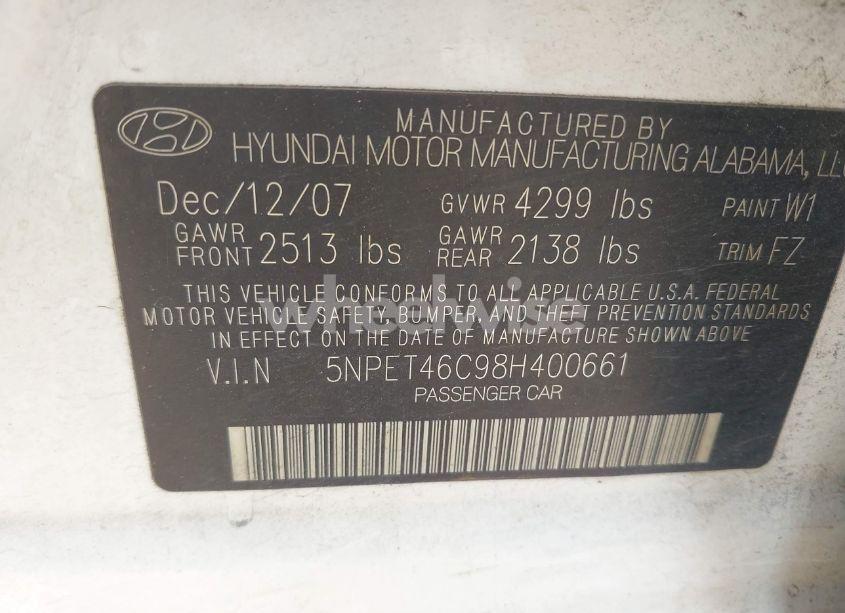 MANUFACTURED BY
HYUNDAI MOTOR MANUFACTURING ALABAMA, LLC
Dec/12/07 GVWR 4299 lbs PAINT W1
GAWR FRONT 2513 lbs GAWR REAR 2138 lbs TRIM FZ
THIS VEHICLE CONFORMS TO ALL APPLICABLE U.S.A. FEDERAL
MOTOR VEHICLE SAFETY, BUMPER, AND THEFT PREVENTION STANDARDS
IN EFFECT ON THE DATE OF MANUFACTURE SHOWN ABOVE
V.I.N 5NPET46C98H400661
PASSENGER CAR
wheelwise